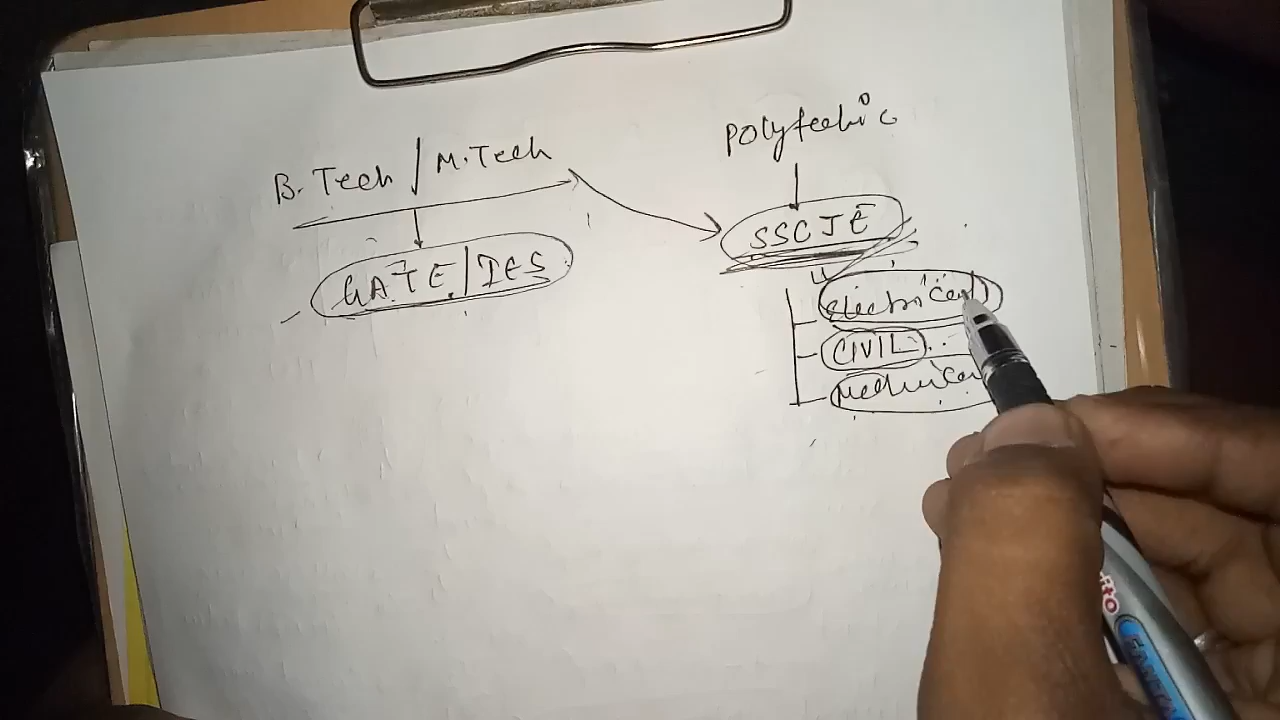 B. Tech / M. Tech
GATE / IES
Polytechnic
SSC JE
electrical
CIVIL
Mechanical